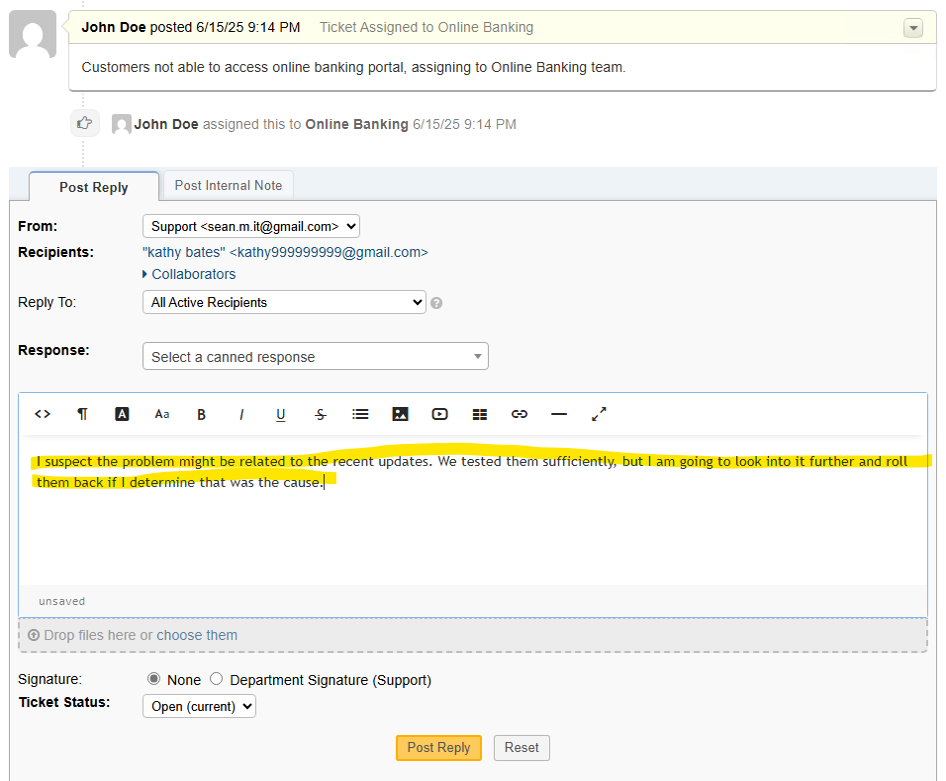 John Doe posted 6/15/25 9:14 PM Ticket Assigned to Online Banking
Customers not able to access online banking portal, assigning to Online Banking team.
John Doe assigned this to Online Banking 6/15/25 9:14 PM
Post Reply Post Internal Note
From: Support <sean.m.it@gmail.com>
Recipients: "kathy bates" <kathy999999999@gmail.com>
Collaborators
Reply To: All Active Recipients ?
Response: Select a canned response
<> ¶ A Aa B I U S
I suspect the problem might be related to the recent updates. We tested them sufficiently, but I am going to look into it further and roll
them back if I determine that was the cause.
unsaved
Drop files here or choose them
Signature: None Department Signature (Support)
Ticket Status: Open (current)
Post Reply Reset